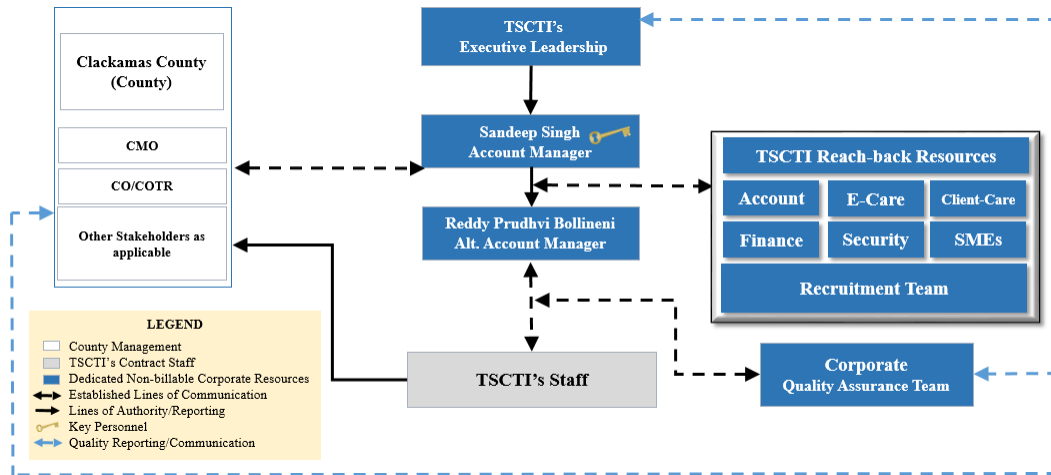 Clackamas County
(County)
CMO
CO/COTR
Other Stakeholders as
applicable
TSCTI's
Executive Leadership
Sandeep Singh
Account Manager
Reddy Prudhvi Bollineni
Alt. Account Manager
TSCTI's Staff
TSCTI Reach-back Resources
Account
E-Care
Client-Care
Finance
Security
SMEs
Recruitment Team
Corporate
Quality Assurance Team
LEGEND
County Management
TSCTI's Contract Staff
Dedicated Non-billable Corporate Resources
Established Lines of Communication
Lines of Authority/Reporting
Key Personnel
Quality Reporting/Communication